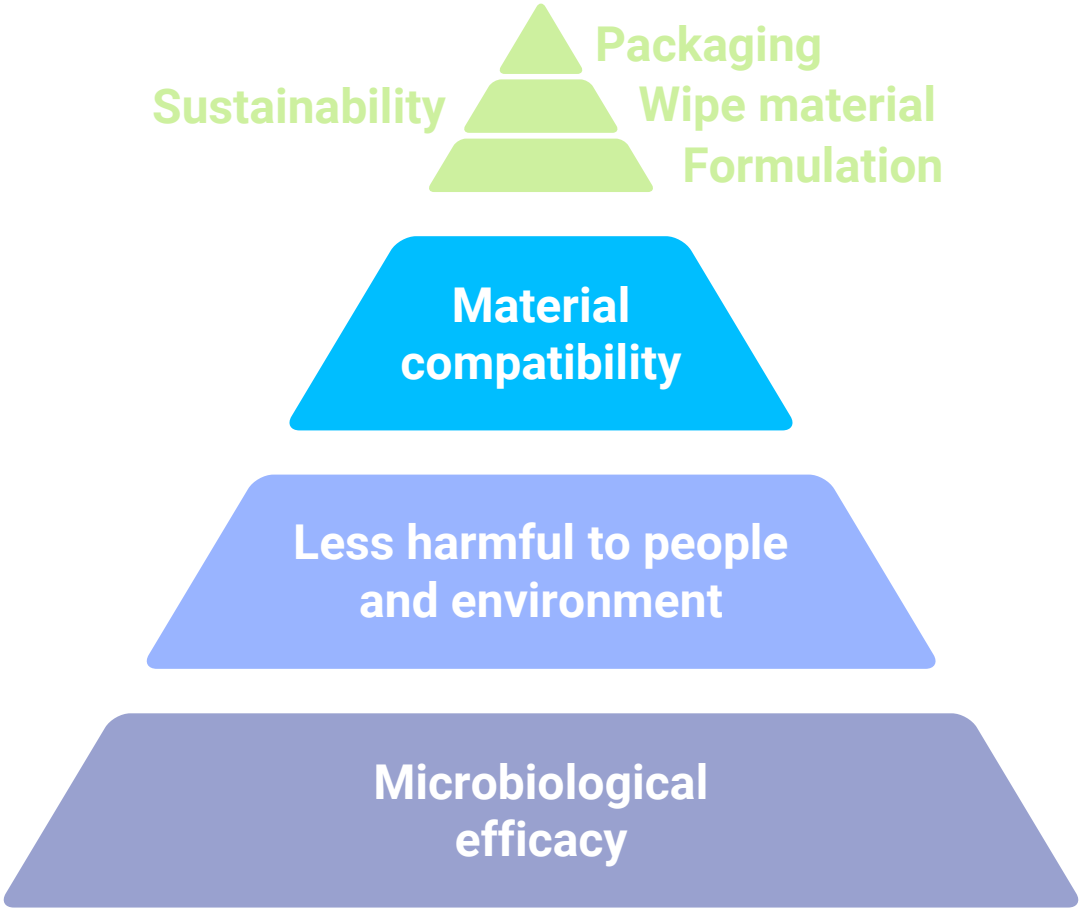 Packaging
Sustainability
Wipe material
Formulation
Material
compatibility
Less harmful to people
and environment
Microbiological
efficacy